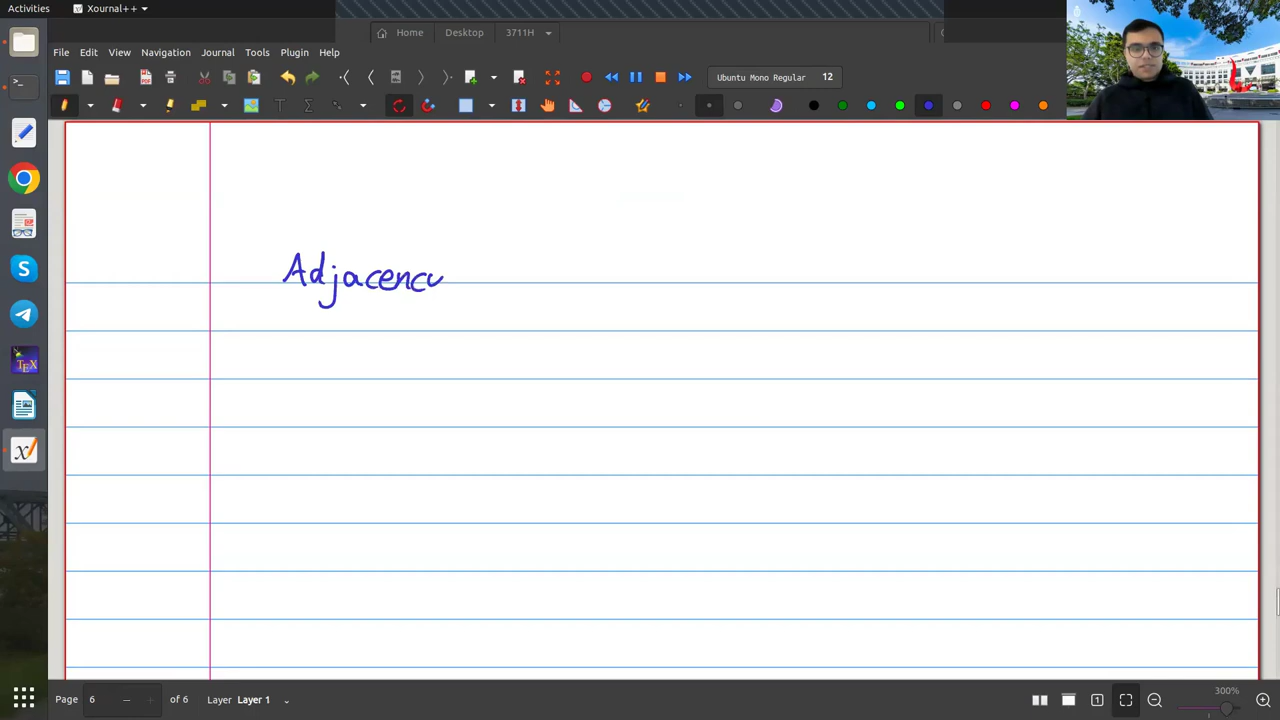 Activities Xournal++
Home Desktop 3711H
File Edit View Navigation Journal Tools Plugin Help
Ubuntu Mono Regular 12
Adjacencv
Page 6 of 6 Layer Layer 1
300%